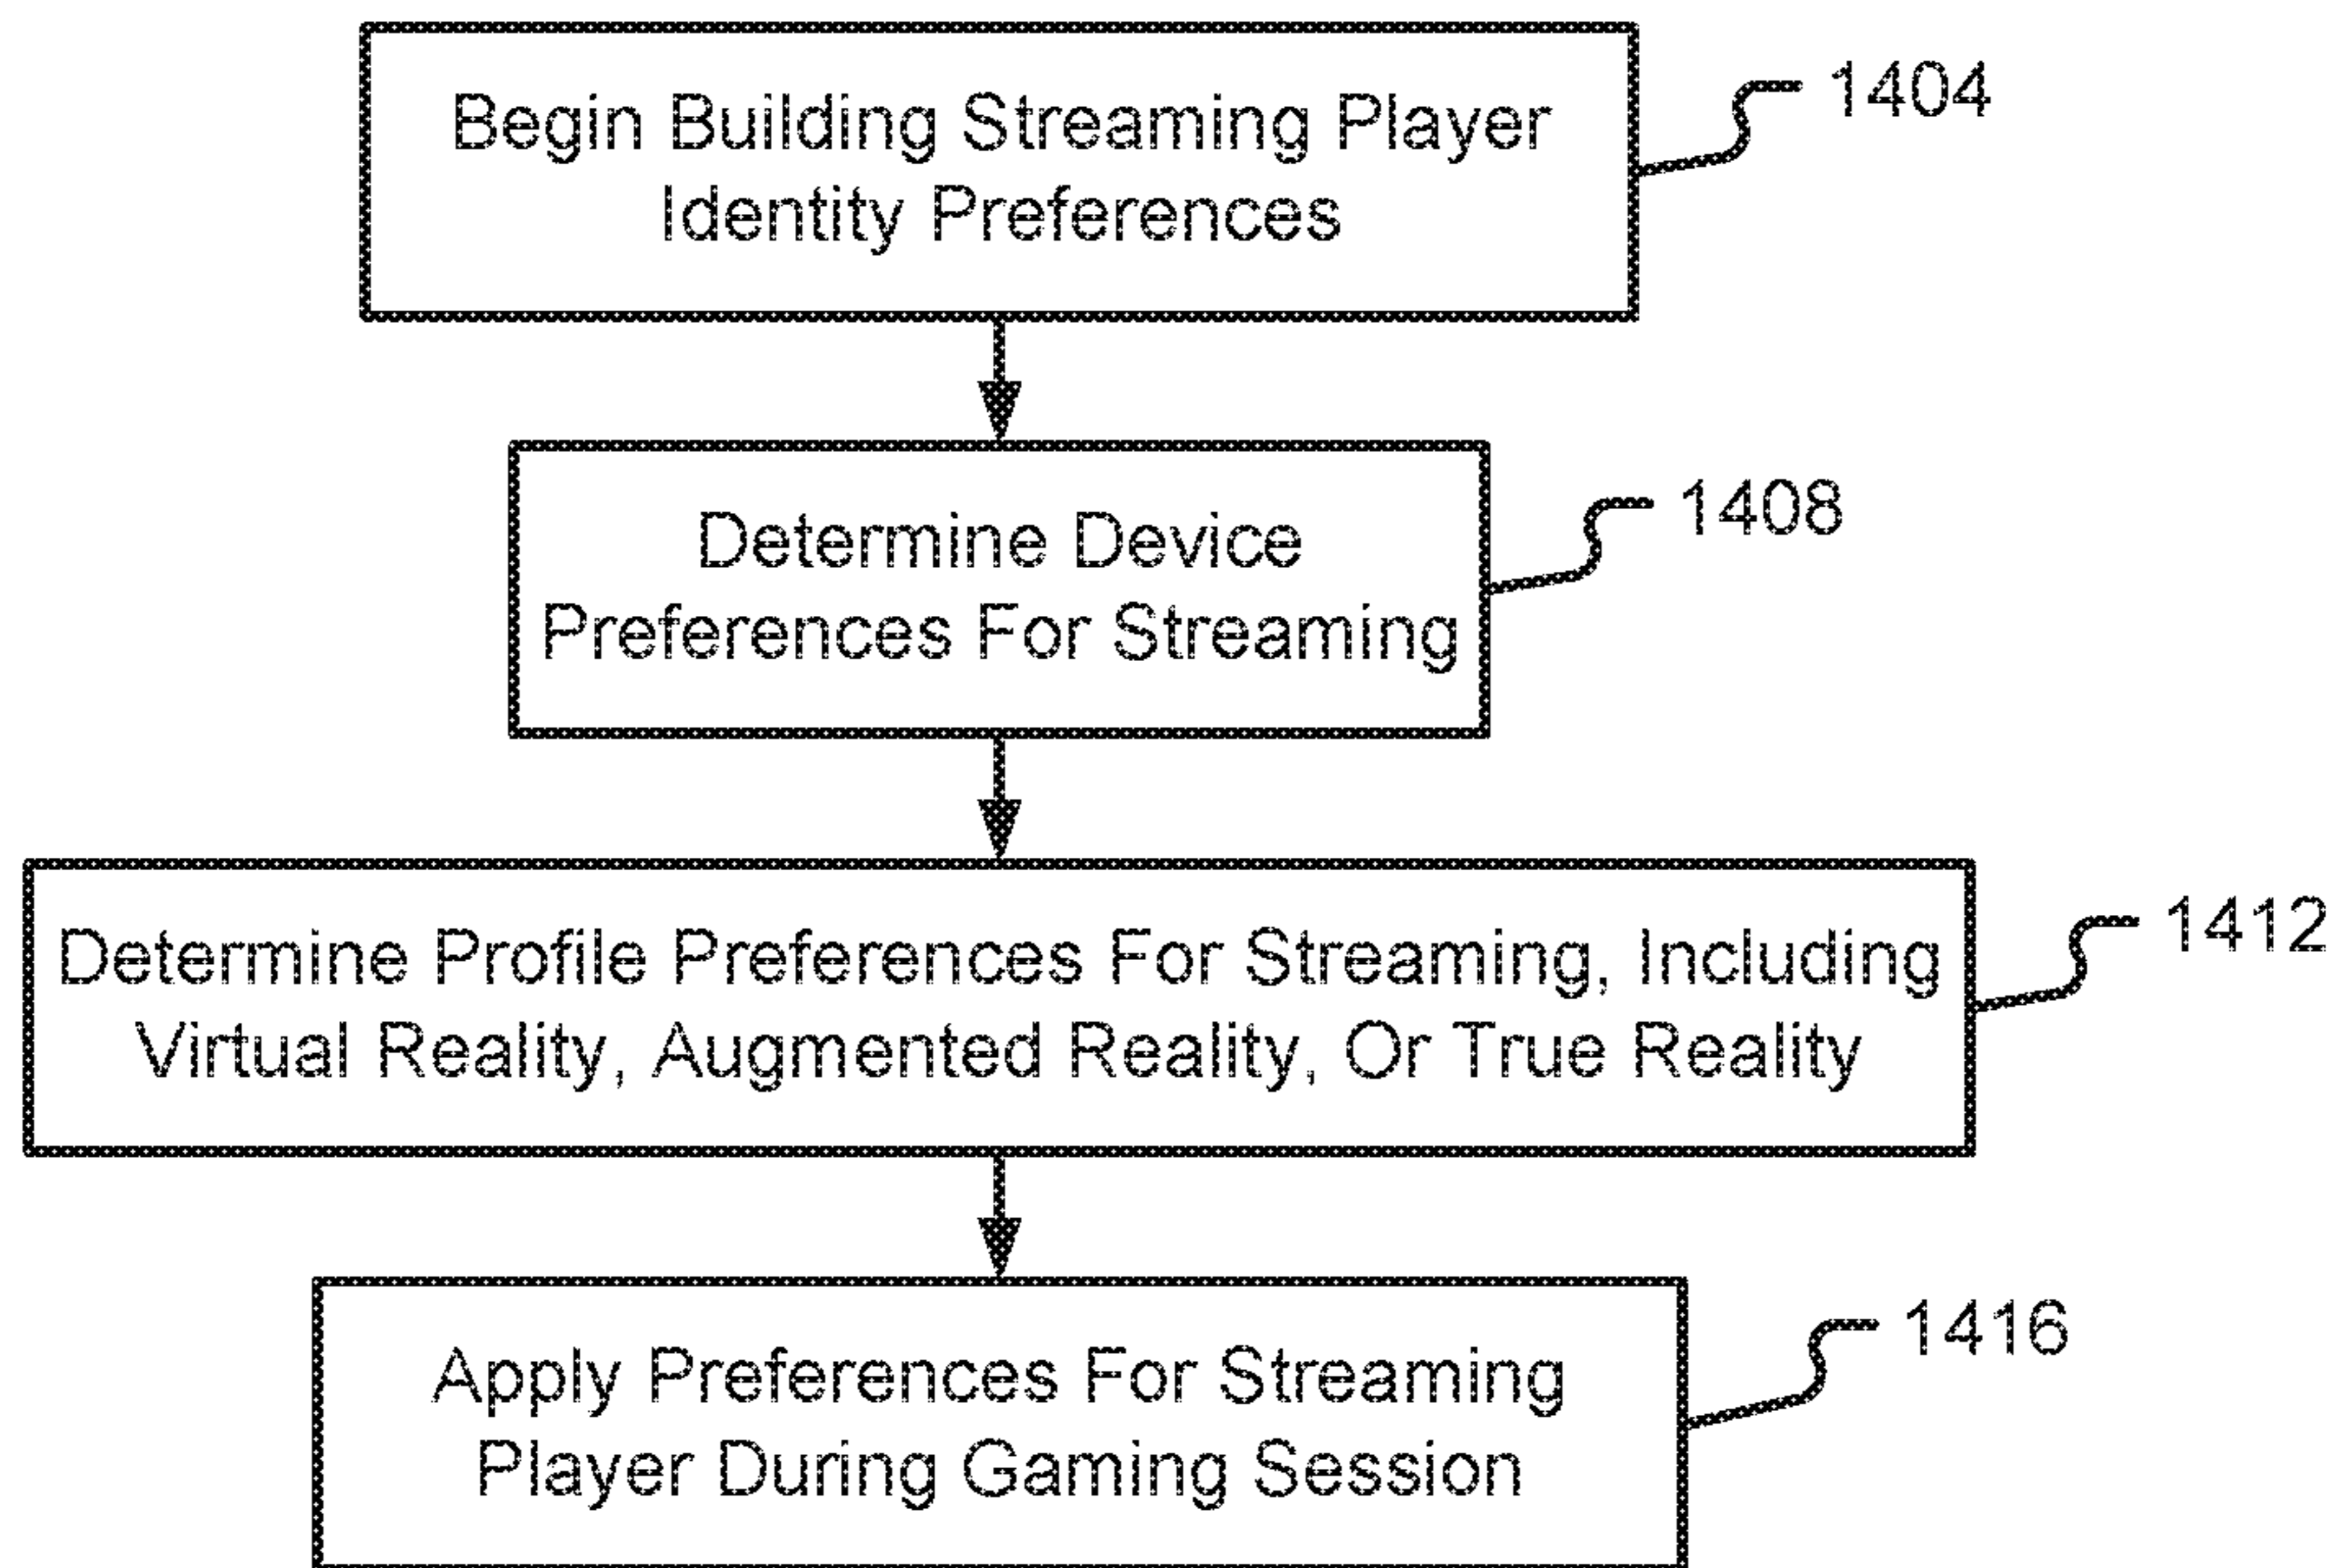 Begin Building Streaming Player
Identity Preferences
1404
Determine Device
Preferences For Streaming
1408
Determine Profile Preferences For Streaming, Including
Virtual Reality, Augmented Reality, Or True Reality
1412
Apply Preferences For Streaming
Player During Gaming Session
1416